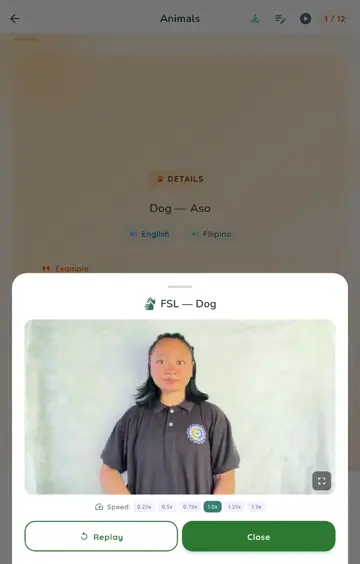 Animals
1 / 12
DETAILS
Dog — Aso
English
Filipino
Example
FSL — Dog
Speed:
0.25x
0.5x
0.75x
1.0x
1.25x
1.5x
Replay
Close